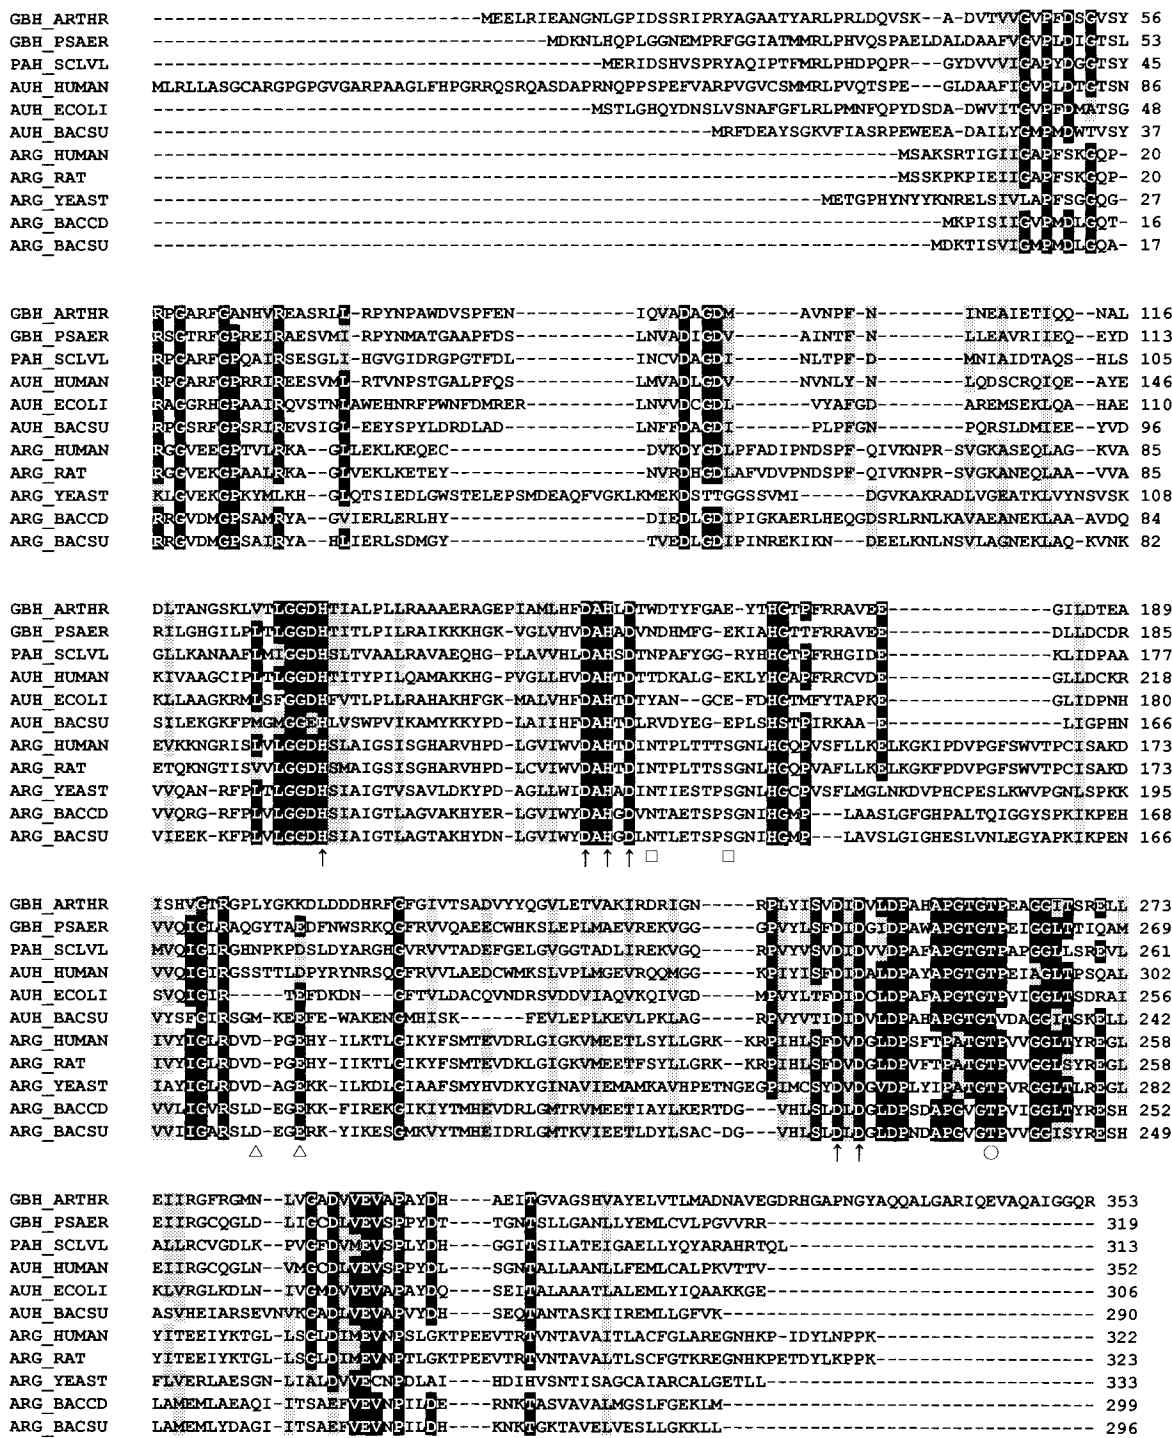 GBH_ARTHR ------------------------------MEELRIEANGNLGPIDSSRIPRYAGAATYARLPRLDQVSK--A-DVTVVGVPFDSGVSY 56
GBH_PSAER ------------------------------------MDKNLHQPLGGNEMPRFGGIATMMRLPHVQSPAELDALDAAFVGVPLDIGTSL 53
PAH_SCLVL -----------------------------------------MERIDSHVSPRYAQIPTFMRLPHDPQPR---GYDVVVIGAPYDGGTSY 45
AUH_HUMAN MLRLLASGCARGPGPGVGARPAAGLFHPGRRQSRQASDAPRNQPPSPEFVARPVGVCSMMRLPVQTSPE---GLDAAFIGVPLDTGTSN 86
AUH_ECOLI ----------------------------------------MSTLGHQYDNSLVSNAFGFLRLPMNFQPYDSDA-DWVITGVPFDMATSG 48
AUH_BACSU ---------------------------------------------------MRFDEAYSGKVFIASRPEWEEA-DAILYGMPMDWTVSY 37
ARG_HUMAN --------------------------------------------------------------------MSAKSRTIGIIGAPFSKGQP- 20
ARG_RAT --------------------------------------------------------------------MSSKPKPIEIIGAPFSKGQP- 20
ARG_YEAST -------------------------------------------------------------METGPHYNYYKNRELSIVLAPFSGGQG- 27
ARG_BACCD ------------------------------------------------------------------------MKPISIIGVPMDLGQT- 16
ARG_BACSU -----------------------------------------------------------------------MDKTISVIGMPMDLGQA- 17
GBH_ARTHR RPGARFGANHVREASRLL-RPYNPAWDVSPFEN------------IQVADAGDM------AVNPF-N--------INEAIETIQQ--NAL 116
GBH_PSAER RSGTRFGPREIRAESVMI-RPYNMATGAAPFDS------------LNVADIGDV------AINTF-N--------LLEAVRIIEQ-EYD 113
PAH_SCLVL RPGARFGPQAIRSESGLI-HGVGIDRGPGTFDL------------INCVDAGDI------NLTPF-D--------MNIAIDTAQS--HLS 105
AUH_HUMAN RPGARFGPRRIREESVML-RTVNPSTGALPFQS------------LMVADLGDV------NVNLY-N--------LQDSCRQIQE--AYE 146
AUH_ECOLI RAGGRHGPAAIRQVSTNLAWEHNRFPWNFDMRER-----------LNVVDCGDL------VYAFGD---------AREMSEKLQA--HAE 110
AUH_BACSU RPGSRFGPSRIREVSIGL--EEYSPYLDRDLAD------------LNFFDAGDI------PLPFGN---------PQRSLDMIEE--YVD 96
ARG_HUMAN RGGVEEGPTVLRKA--GLLEKLKEQEC------------------DVKDYGDLPFADIPNDSPF-QIVKNPR-SVGKASEQLAG-KVA 85
ARG_RAT RGGVEKGPAALRKA--GLVEKLKETEY------------------NVRDHGDLAFVDVPNDSPF-QIVKNPR-SVGKANEQLAA--VVA 85
ARG_YEAST KLGVEKGPKYMLKH--GLQTSIEDLGWSTELEPSMDEAQFVGKLKMEKDSTTGGSSVMI------DGVKAKRADLVGEATKLVYNSVSK 108
ARG_BACCD RRGVDMGPSAMRYA--GVIERLERLHY------------------DIEDLGDIPIGKAERLHEQGDSRLRNLKAVAEANEKLAA-AVDQ 84
ARG_BACSU RRGVDMGPSAIRYA--HLIERLSDMGY------------------TVEDLGDIPINREKIKN---DEELKNLNSVLAGNEKLAQ-KVNK 82
GBH_ARTHR DLTANGSKLVTLGGDHTIALPLLRAAAERAGEPIAMLHFDAHLDTWDTYFGAE-YTHGTPFRRAVEE---------------GILDTEA 189
GBH_PSAER RILGHGILPLTLGGDHTITLPILRAIKKKHGK-VGLVHVDAHADVNDHMFG-EKIAHGTTFRRAVEE---------------DLLDCDR 185
PAH_SCLVL GLLKANAAFLMIGGDHSLTVAALRAVAEQHGP-LAVVHLDAHSDTNPAFYGG-RYHHGTPFRHGIDE---------------KLIDPAA 177
AUH_HUMAN KIVAAGCIPLTLGGDHTITYPILQAMAKKHGP-VGLLHVDAHTDTTDKALG-EKLYHGAPFRRCVDE---------------GLLDCKR 218
AUH_ECOLI KLLAAGKRMLSFGGDHFVTLPLLRAHAKHFGK-MALVHFDAHTDTYAN--GCE-FDHGTMFYTAPKE---------------GLIDPNH 180
AUH_BACSU SILEKGKFPMGMGGEHLVSWPVIKAMYKKYPD-LAIIHFDAHTDLRVDYEG-EPLSHSTPIRKAA-E---------------LIGPHN 166
ARG_HUMAN EVKKNGRISLVLGGDHSLAIGSISGHARVHPD-LGVIWVDAHTDINTPLTTTSGNLHGQPVSFLLKELKGKIPDVPGFSWVTPCISAKD 173
ARG_RAT ETQKNGTISVVLGGDHSMAIGSISGHARVHPD-LCVIWVDAHTDINTPLTTSSGNLHGQPVAFLLKELKGKFPDVPGFSWVTPCISAKD 173
ARG_YEAST VVQAN-RFPLTLGGDHSIAIGTVSAVLDKYPD-AGLLWIDAHTDINTIESTPSGNLHGCPVSFLMGLNKDVPHCPESLKWVPGNLSPKK 195
ARG_BACCD VVQRG-RFPLVLGGDHSIAIGTLAGVAKHYER-LGVIWYDAHGDVNTAETSPSGNIHGMP---LAASLGFGHPALTQIGGYSPKIKPEH 168
ARG_BACSU VIEEK-KFPLVLGGDHSIAIGTLAGTAKHYDN-LGVIWYDAHGDLNTLETSPSGNIHGMP---LAVSLGIGHESLVNLEGYAPKIKPEN 166
↑ ↑ ↑ ↑ □ □
GBH_ARTHR ISHVGTRGPLYGKKDLDDDHRFGFGIVTSADVYYQGVLETVAKIRDRIGN-----RPLYISVDIDVLDPAHAPGTGTPEAGGITSRELL 273
GBH_PSAER VVQIGLRAQGYTAEDFNWSRKQGFRVVQAEECWHKSLEPLMAEVREKVGG-----GPVYLSFDIDGIDPAWAPGTGTPEIGGLTTIQAM 269
PAH_SCLVL MVQIGIRGHNPKPDSLDYARGHGVRVVTADEFGELGVGGTADLIREKVGQ-----RPVYVSVDIDVVDPAFAPGTGTPAPGGLLSREVL 261
AUH_HUMAN VVQIGIRGSSTTLDPYRYNRSQGFRVVLAEDCWMKSLVPLMGEVRQQMGG-----KPIYISFDIDALDPAYAPGTGTPEIAGLTPSQAL 302
AUH_ECOLI SVQIGIR-----TEFDKDN---GFTVLDACQVNDRSVDDVIAQVKQIVGD-----MPVYLTFDIDCLDPAFAPGTGTPVIGGLTSDRAI 256
AUH_BACSU VYSFGIRSGM-KEEFE-WAKENGMHISK-----FEVLEPLKEVLPKLAG------RPVYVTIDIDVLDPAHAPGTGTVDAGGITSKELL 242
ARG_HUMAN IVYIGLRDVD-PGEHY-ILKTLGIKYFSMTEVDRLGIGKVMEETLSYLLGRK--KRPIHLSFDVDGLDPSFTPATGTPVVGGLTYREGL 258
ARG_RAT IVYIGLRDVD-PGEHY-IIKTLGIKYFSMTEVDKLGIGKVMEETFSYLLGRK--KRPIHLSFDVDGLDPVFTPATGTPVVGGLSYREGL 258
ARG_YEAST IAYIGLRDVD-AGEKK-ILKDLGIAAFSMYHVDKYGINAVIEMAMKAVHPETNGEGPIMCSYDVDGVDPLYIPATGTPVRGGLTLREGL 282
ARG_BACCD VVLIGVRSLD-EGEKK-FIREKGIKIYTMHEVDRLGMTRVMEETIAYLKERTDG---VHLSLDLDGLDPSDAPGVGTPVIGGLTYRESH 252
ARG_BACSU VVIIGARSLD-EGERK-YIKESGMKVYTMHEIDRLGMTKVIEETLDYLSAC-DG---VHLSLDLDGLDPNDAPGVGTPVVGGISYRESH 249
△ △ ↑ ↑ ○
GBH_ARTHR EIIRGFRGMN-LVGADVVEVAPAYDH----AEITGVAGSHVAYELVTLMADNAVEGDRHGAPNGYAQQALGARIQEVAQAIGGQR 353
GBH_PSAER EIIRGCQGLD-LIGCDLVEVSPPYDT----TGNTSLLGANLLYEMLCVLPGVVRR------------------------------ 319
PAH_SCLVL ALLRCVGDLK-PVGFDVMEVSPLYDH----GGITSILATEIGAELLYQYARAHRTQL---------------------------- 313
AUH_HUMAN EIIRGCQGLN-VMGCDLVEVSPPYDL----SGNTALLAANLLFEMLCALPKVTTV------------------------------ 352
AUH_ECOLI KLVRGLKDLN-IVGMDVVEVAPAYDQ----SEITALAAATLALEMLYIQAAKKGE------------------------------ 306
AUH_BACSU ASVHEIARSEVNVKGADLVEVAPVYDH----SEQTANTASKIIREMLLGFVK--------------------------------- 290
ARG_HUMAN YITEEIYKTGL-LSGLDIMEVNPSLGKTPEEVTRTVNTAVAITLACFGLAREGNHKP-IDYLNPPK------------------- 322
ARG_RAT YITEEIYKTGL-LSGLDIMEVNPTLGKTPEEVTRTVNTAVALTLSCFGTKREGNHKPETDYLKPPK------------------- 323
ARG_YEAST FLVERLAESGN-LIALDVVECNPDLAI----HDIHVSNTISAGCAIARCALGETLL----------------------------- 333
ARG_BACCD LAMEMLAEAQI-ITSAEFVEVNPILDE----RNKTASVAVALMGSLFGEKLM--------------------------------- 299
ARG_BACSU LAMEMLYDAGI-ITSAEFVEVNPILDH----KNKTGKTAVELVESLLGKKLL--------------------------------- 296